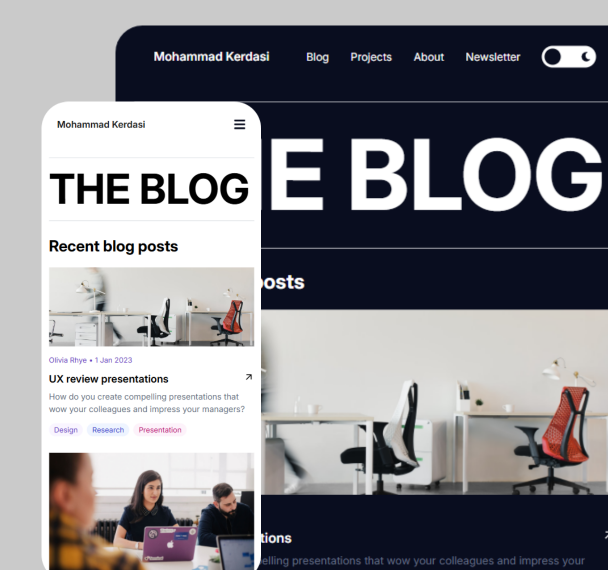 Mohammad Kerdasi
Blog
Projects
About
Newsletter
E BLOG
posts
tions
elling presentations that wow your colleagues and impress your
Mohammad Kerdasi
THE BLOG
Recent blog posts
Olivia Rhye • 1 Jan 2023
UX review presentations
How do you create compelling presentations that
wow your colleagues and impress your managers?
Design
Research
Presentation